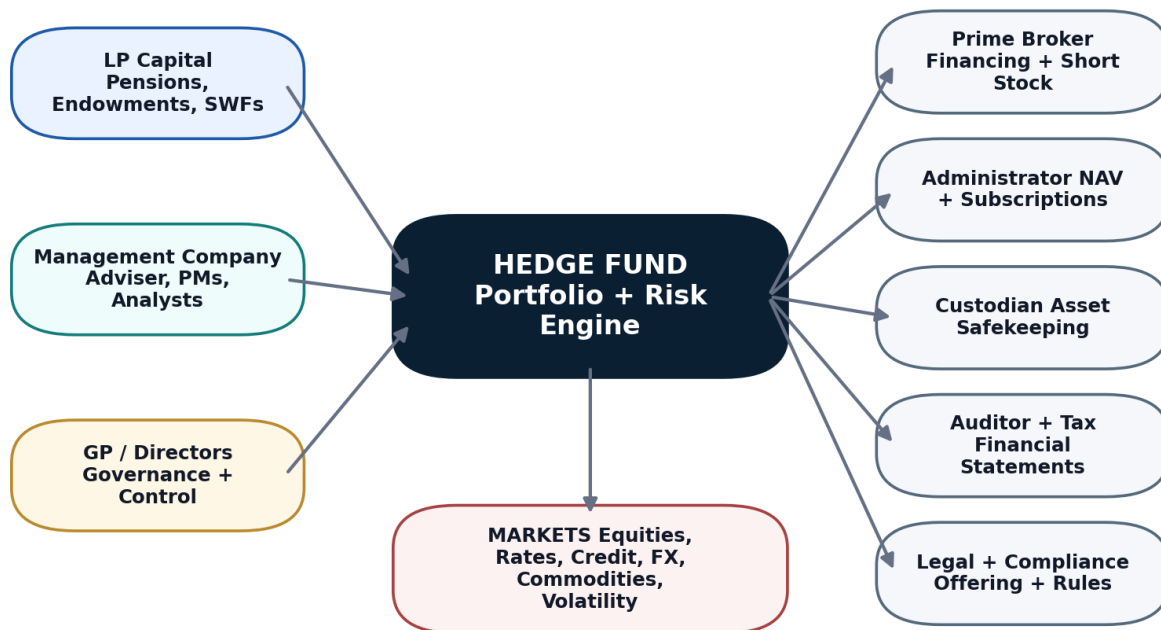 LP Capital
Pensions,
Endowments, SWFs
Management Company
Adviser, PMs,
Analysts
GP / Directors
Governance +
Control
HEDGE FUND
Portfolio + Risk
Engine
MARKETS Equities,
Rates, Credit, FX,
Commodities,
Volatility
Prime Broker
Financing + Short
Stock
Administrator NAV
+ Subscriptions
Custodian Asset
Safekeeping
Auditor + Tax
Financial
Statements
Legal + Compliance
Offering + Rules